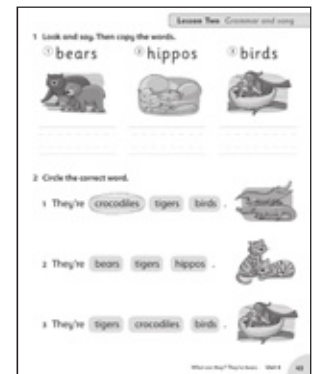 Lesson Two Grammar and song
1 Look and say. Then copy the words.
1 bears 2 hippos 3 birds
2 Circle the correct word.
1 They're crocodiles tigers birds .
2 They're bears tigers hippos .
3 They're tigers crocodiles birds .
What are they? They're bears. Unit 6